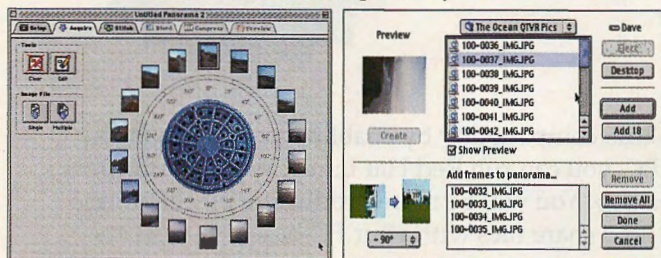 Untitled Panorama 2
Setup Acquire Stitch Blend Compress Preview
Tools
Clear Edit
Image File
Single Multiple
Preview
The Ocean QTVR Pics
Dave
100-0036_IMG.JPG
100-0037_IMG.JPG
100-0038_IMG.JPG
100-0039_IMG.JPG
100-0040_IMG.JPG
100-0041_IMG.JPG
100-0042_IMG.JPG
Eject
Desktop
Add
Add 18
Create
Show Preview
Add frames to panorama...
100-0032_IMG.JPG
100-0033_IMG.JPG
100-0034_IMG.JPG
100-0035_IMG.JPG
- 90°
Remove
Remove All
Done
Cancel